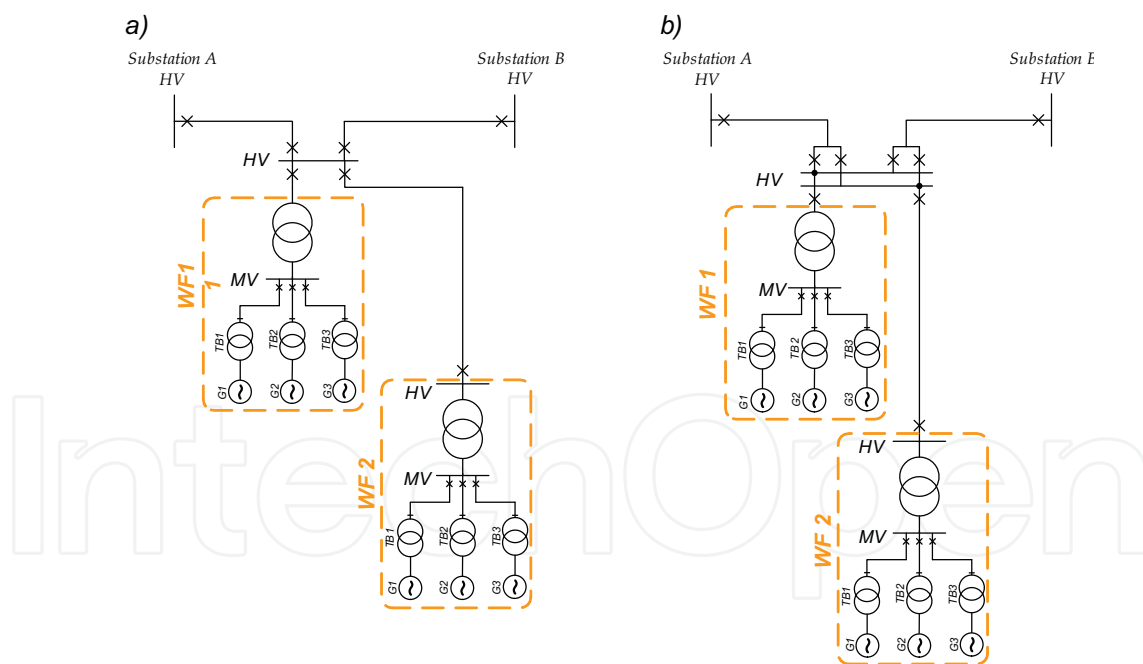 a)
Substation A
HV
Substation B
HV
HV
WF1
1
MV
TB1
TB2
TB3
G1
G2
G3
HV
WF 2
MV
TB1
TB2
TB3
G1
G2
G3
b)
Substation A
HV
Substation B
HV
HV
WF 1
MV
TB1
TB2
TB3
G1
G2
G3
HV
WF 2
MV
TB1
TB2
TB3
G1
G2
G3
IntechOpen